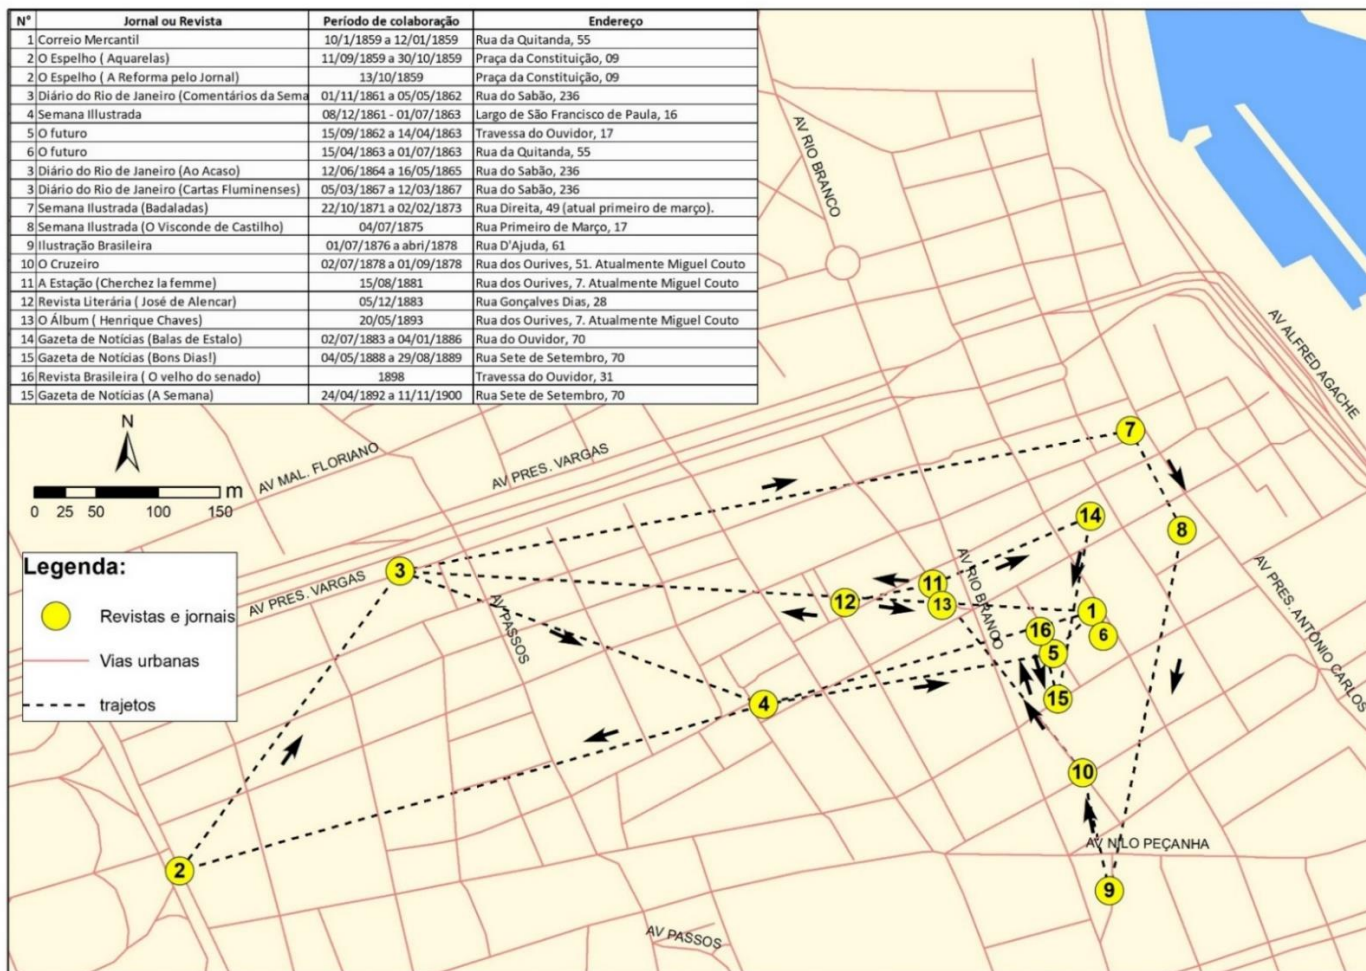 N° Jornal ou Revista Período de colaboração Endereço
1 Correio Mercantil 10/1/1859 a 12/01/1859 Rua da Quitanda, 55
2 O Espelho ( Aquarelas) 11/09/1859 a 30/10/1859 Praça da Constituição, 09
2 O Espelho ( A Reforma pelo Jornal) 13/10/1859 Praça da Constituição, 09
3 Diário do Rio de Janeiro (Comentários da Sema 01/11/1861 a 05/05/1862 Rua do Sabão, 236
4 Semana Illustrada 08/12/1861 - 01/07/1863 Largo de São Francisco de Paula, 16
5 O futuro 15/09/1862 a 14/04/1863 Travessa do Ouvidor, 17
6 O futuro 15/04/1863 a 01/07/1863 Rua da Quitanda, 55
3 Diário do Rio de Janeiro (Ao Acaso) 12/06/1864 a 16/05/1865 Rua do Sabão, 236
3 Diário do Rio de Janeiro (Cartas Fluminenses) 05/03/1867 a 12/03/1867 Rua do Sabão, 236
7 Semana Ilustrada (Badaladas) 22/10/1871 a 02/02/1873 Rua Direita, 49 (atual primeiro de março).
8 Semana Ilustrada (O Visconde de Castilho) 04/07/1875 Rua Primeiro de Março, 17
9 Ilustração Brasileira 01/07/1876 a abri/1878 Rua D'Ajuda, 61
10 O Cruzeiro 02/07/1878 a 01/09/1878 Rua dos Ourives, 51. Atualmente Miguel Couto
11 A Estação (Cherchez la femme) 15/08/1881 Rua dos Ourives, 7. Atualmente Miguel Couto
12 Revista Literária ( José de Alencar) 05/12/1883 Rua Gonçalves Dias, 28
13 O Álbum ( Henrique Chaves) 20/05/1893 Rua dos Ourives, 7. Atualmente Miguel Couto
14 Gazeta de Notícias (Balas de Estalo) 02/07/1883 a 04/01/1886 Rua do Ouvidor, 70
15 Gazeta de Notícias (Bons Dias!) 04/05/1888 a 29/08/1889 Rua Sete de Setembro, 70
16 Revista Brasileira ( O velho do senado) 1898 Travessa do Ouvidor, 31
15 Gazeta de Notícias (A Semana) 24/04/1892 a 11/11/1900 Rua Sete de Setembro, 70
AV RIO BRANCO
AV ALFRED AGACHE
N
m
0 25 50 100 150
AV MAL. FLORIANO
AV PRES. VARGAS
7
14
8
Legenda:
Revistas e jornais
Vias urbanas
trajetos
AV PRES. VARGAS
3
AV PASSOS
12
11
13
AV RIO BRANCO
1
6
16
5
15
4
AV PRES. ANTÔNIO CARLOS
10
AV NILO PEÇANHA
2
9
AV PASSOS